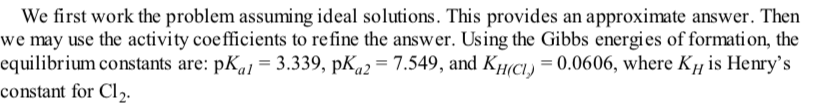 We first work the problem assuming ideal solutions. This provides an approximate answer. Then
we may use the activity coefficients to refine the answer. Using the Gibbs energies of formation, the
equilibrium constants are: pKa1 = 3.339, pKa2 = 7.549, and KH(Cl2) = 0.0606, where KH is Henry's
constant for Cl2.